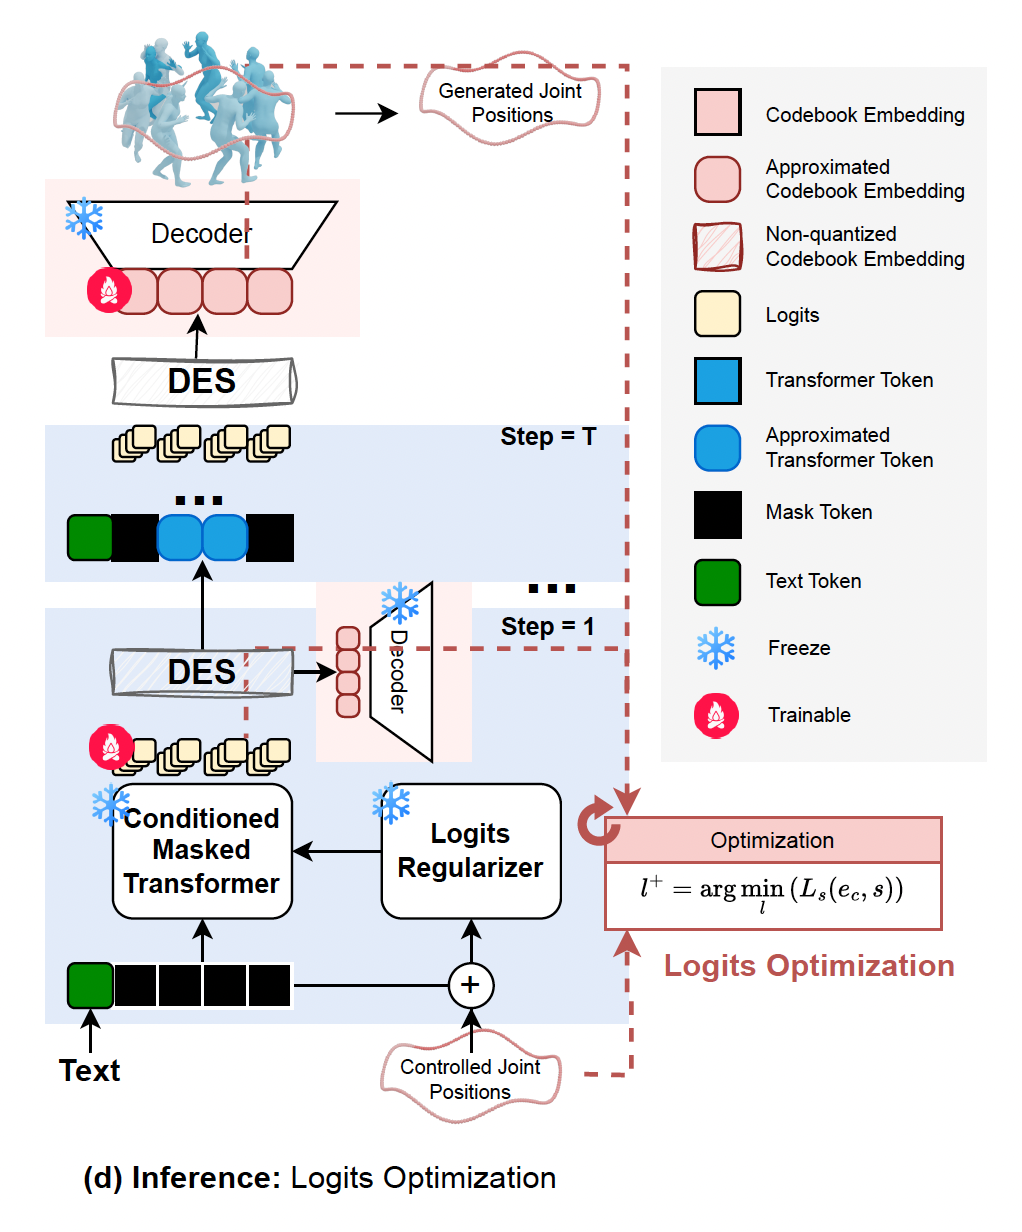 Generated Joint
Positions
Decoder
DES
Step = T
...
...
Step = 1
DES
Decoder
Conditioned
Masked
Transformer
Logits
Regularizer
+
Text
Controlled Joint
Positions
Optimization
l⁺ = arg min (Lₛ(e_c, s))
l
Logits Optimization
Codebook Embedding
Approximated
Codebook Embedding
Non-quantized
Codebook Embedding
Logits
Transformer Token
Approximated
Transformer Token
Mask Token
Text Token
Freeze
Trainable
(d) Inference: Logits Optimization